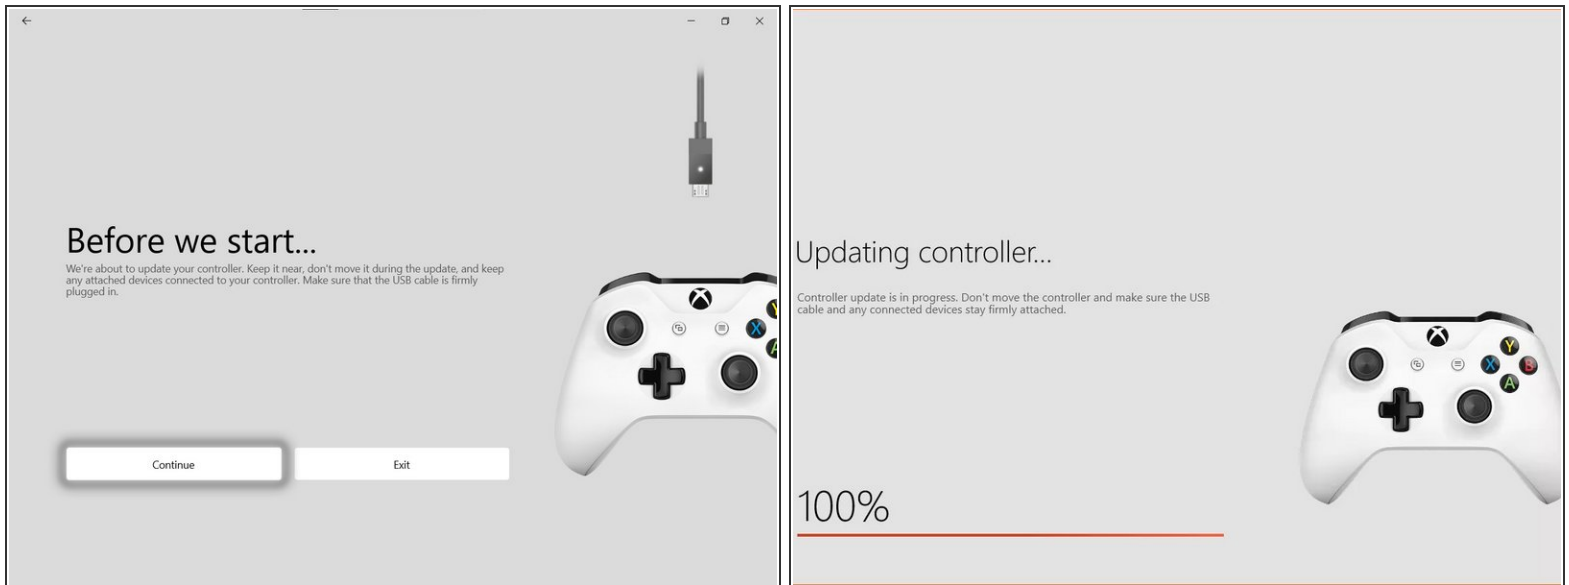 Before we start...
We're about to update your controller. Keep it near, don't move it during the update, and keep
any attached devices connected to your controller. Make sure that the USB cable is firmly
plugged in.
Continue
Exit
Y
X
A
Updating controller...
Controller update is in progress. Don't move the controller and make sure the USB
cable and any connected devices stay firmly attached.
Y
X
B
A
100%